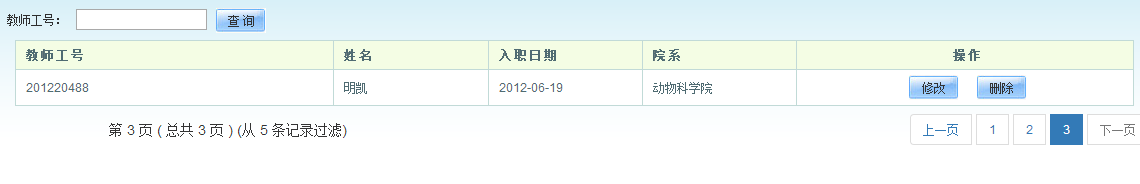 教师工号： 查 询
教师工号 姓名 入职日期 院系 操作
201220488 明凯 2012-06-19 动物科学院 修改 删除
第 3 页 ( 总共 3 页 ) (从 5 条记录过滤) 上一页 1 2 3 下一页